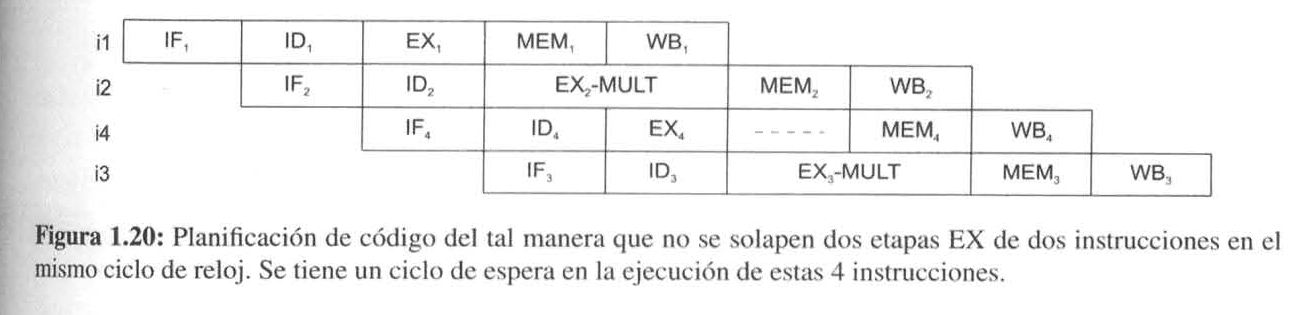 i1 IF₁ ID₁ EX₁ MEM₁ WB₁
i2 IF₂ ID₂ EX₂-MULT MEM₂ WB₂
i4 IF₄ ID₄ EX₄ ----- MEM₄ WB₄
i3 IF₃ ID₃ EX₃-MULT MEM₃ WB₃
Figura 1.20: Planificación de código del tal manera que no se solapen dos etapas EX de dos instrucciones en el
mismo ciclo de reloj. Se tiene un ciclo de espera en la ejecución de estas 4 instrucciones.